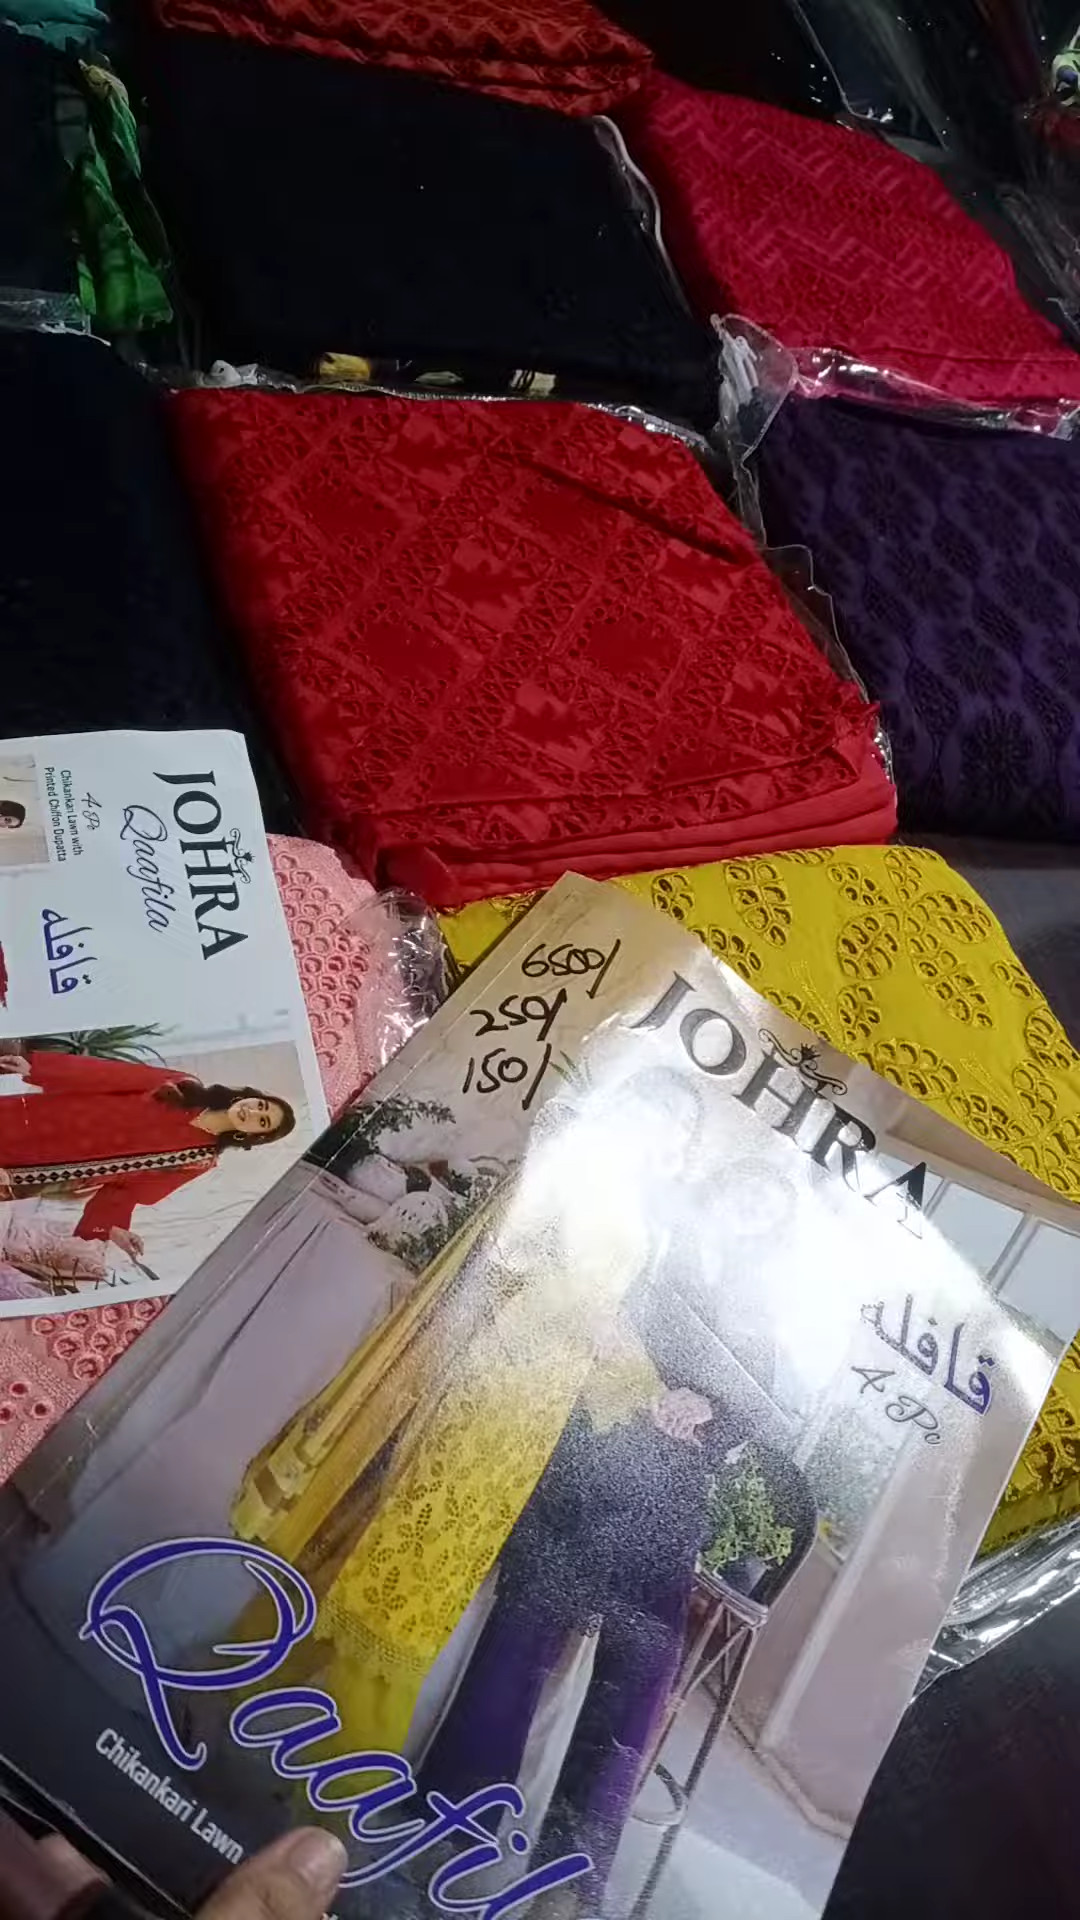 JOHRA
Qaafila
4 Pc
Chikankari Lawn with
Printed Chiffon Dupatta
قافلہ
6500/
250/
150/
JOHRA
قافلہ
4 Pc
Qaafil
Chikankari Lawn